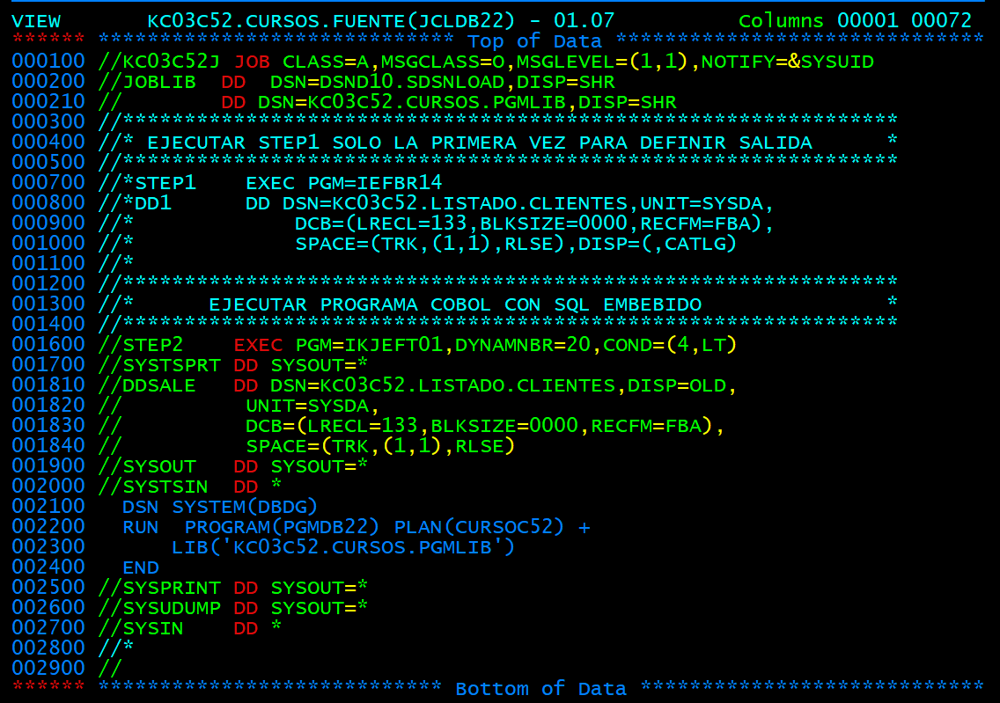 VIEW       KC03C52.CURSOS.FUENTE(JCLDB22) - 01.07          Columns 00001 00072
****** ***************************** Top of Data ******************************
000100 //KC03C52J JOB CLASS=A,MSGCLASS=O,MSGLEVEL=(1,1),NOTIFY=&SYSUID
000200 //JOBLIB  DD  DSN=DSND10.SDSNLOAD,DISP=SHR
000210 //        DD DSN=KC03C52.CURSOS.PGMLIB,DISP=SHR
000300 //***************************************************************
000400 //* EJECUTAR STEP1 SOLO LA PRIMERA VEZ PARA DEFINIR SALIDA      *
000500 //***************************************************************
000700 //*STEP1    EXEC PGM=IEFBR14
000800 //*DD1      DD DSN=KC03C52.LISTADO.CLIENTES,UNIT=SYSDA,
000900 //*             DCB=(LRECL=133,BLKSIZE=0000,RECFM=FBA),
001000 //*             SPACE=(TRK,(1,1),RLSE),DISP=(,CATLG)
001100 //*
001200 //***************************************************************
001300 //*      EJECUTAR PROGRAMA COBOL CON SQL EMBEBIDO               *
001400 //***************************************************************
001600 //STEP2    EXEC PGM=IKJEFT01,DYNAMNBR=20,COND=(4,LT)
001700 //SYSTSPRT DD SYSOUT=*
001810 //DDSALE   DD DSN=KC03C52.LISTADO.CLIENTES,DISP=OLD,
001820 //          UNIT=SYSDA,
001830 //          DCB=(LRECL=133,BLKSIZE=0000,RECFM=FBA),
001840 //          SPACE=(TRK,(1,1),RLSE)
001900 //SYSOUT   DD SYSOUT=*
002000 //SYSTSIN  DD *
002100   DSN SYSTEM(DBDG)
002200   RUN  PROGRAM(PGMDB22) PLAN(CURSOC52) +
002300       LIB('KC03C52.CURSOS.PGMLIB')
002400   END
002500 //SYSPRINT DD SYSOUT=*
002600 //SYSUDUMP DD SYSOUT=*
002700 //SYSIN    DD *
002800 //*
002900 //
****** **************************** Bottom of Data ****************************